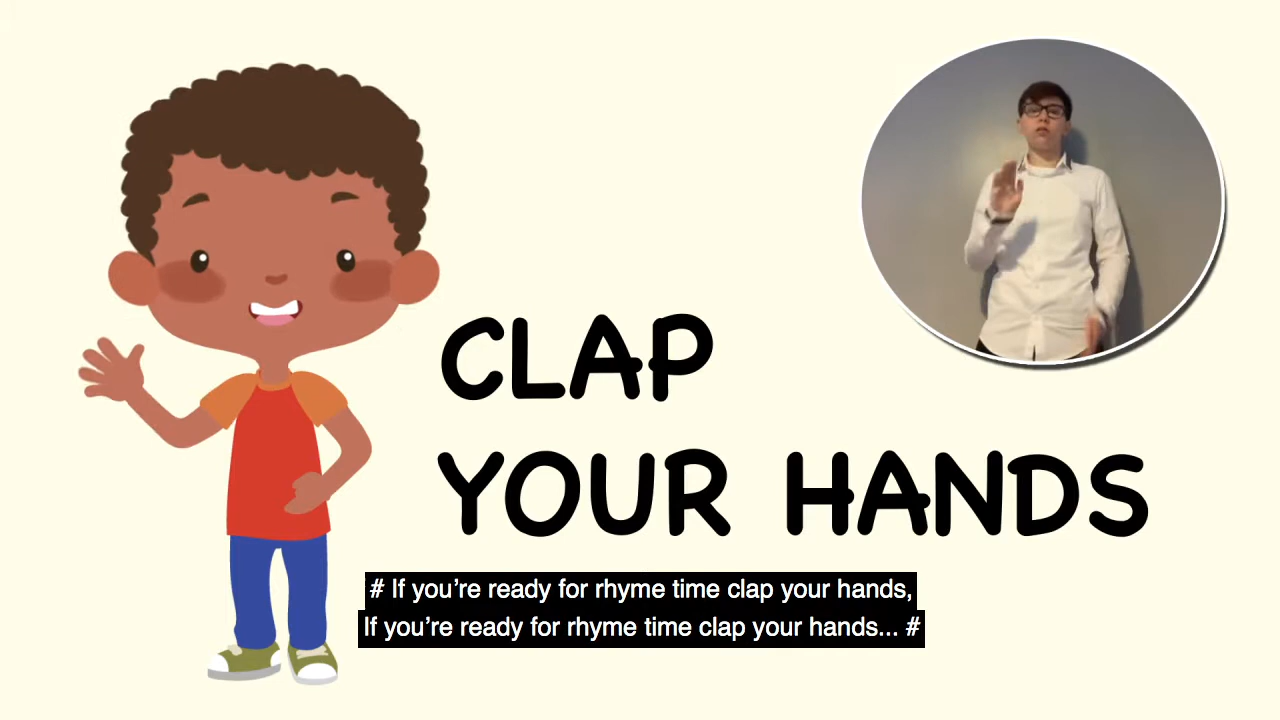 CLAP
YOUR HANDS
# If you’re ready for rhyme time clap your hands,
If you’re ready for rhyme time clap your hands... #